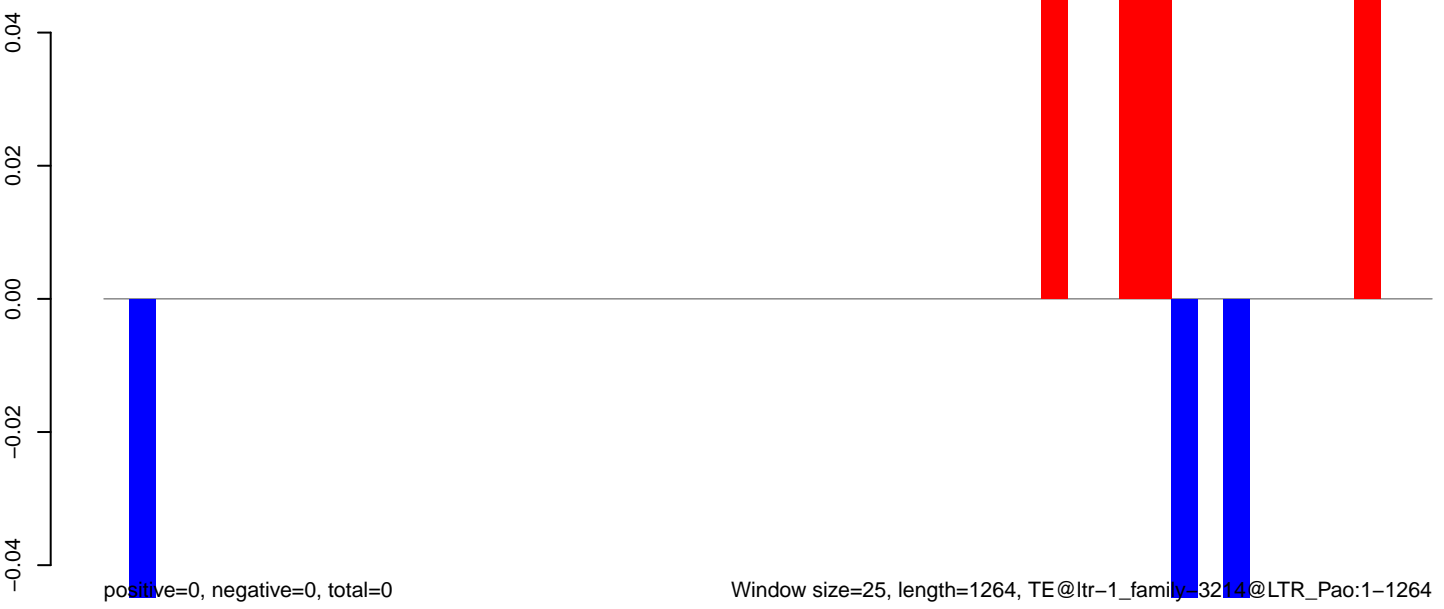 0.04
0.02
0.00
−0.02
−0.04
positive=0, negative=0, total=0
Window size=25, length=1264, TE@ltr−1_family−3214@LTR_Pao:1−1264